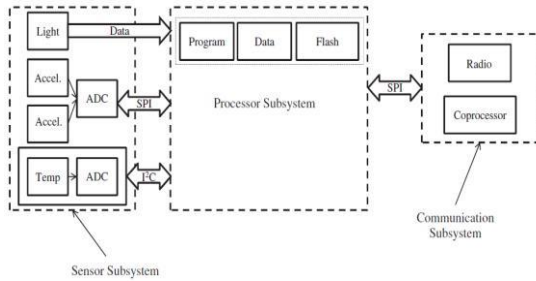 Light
Data
Program
Data
Flash
Accel.
ADC
SPI
Accel.
Processor Subsystem
SPI
Radio
Coprocessor
Temp
ADC
I²C
Communication
Subsystem
Sensor Subsystem